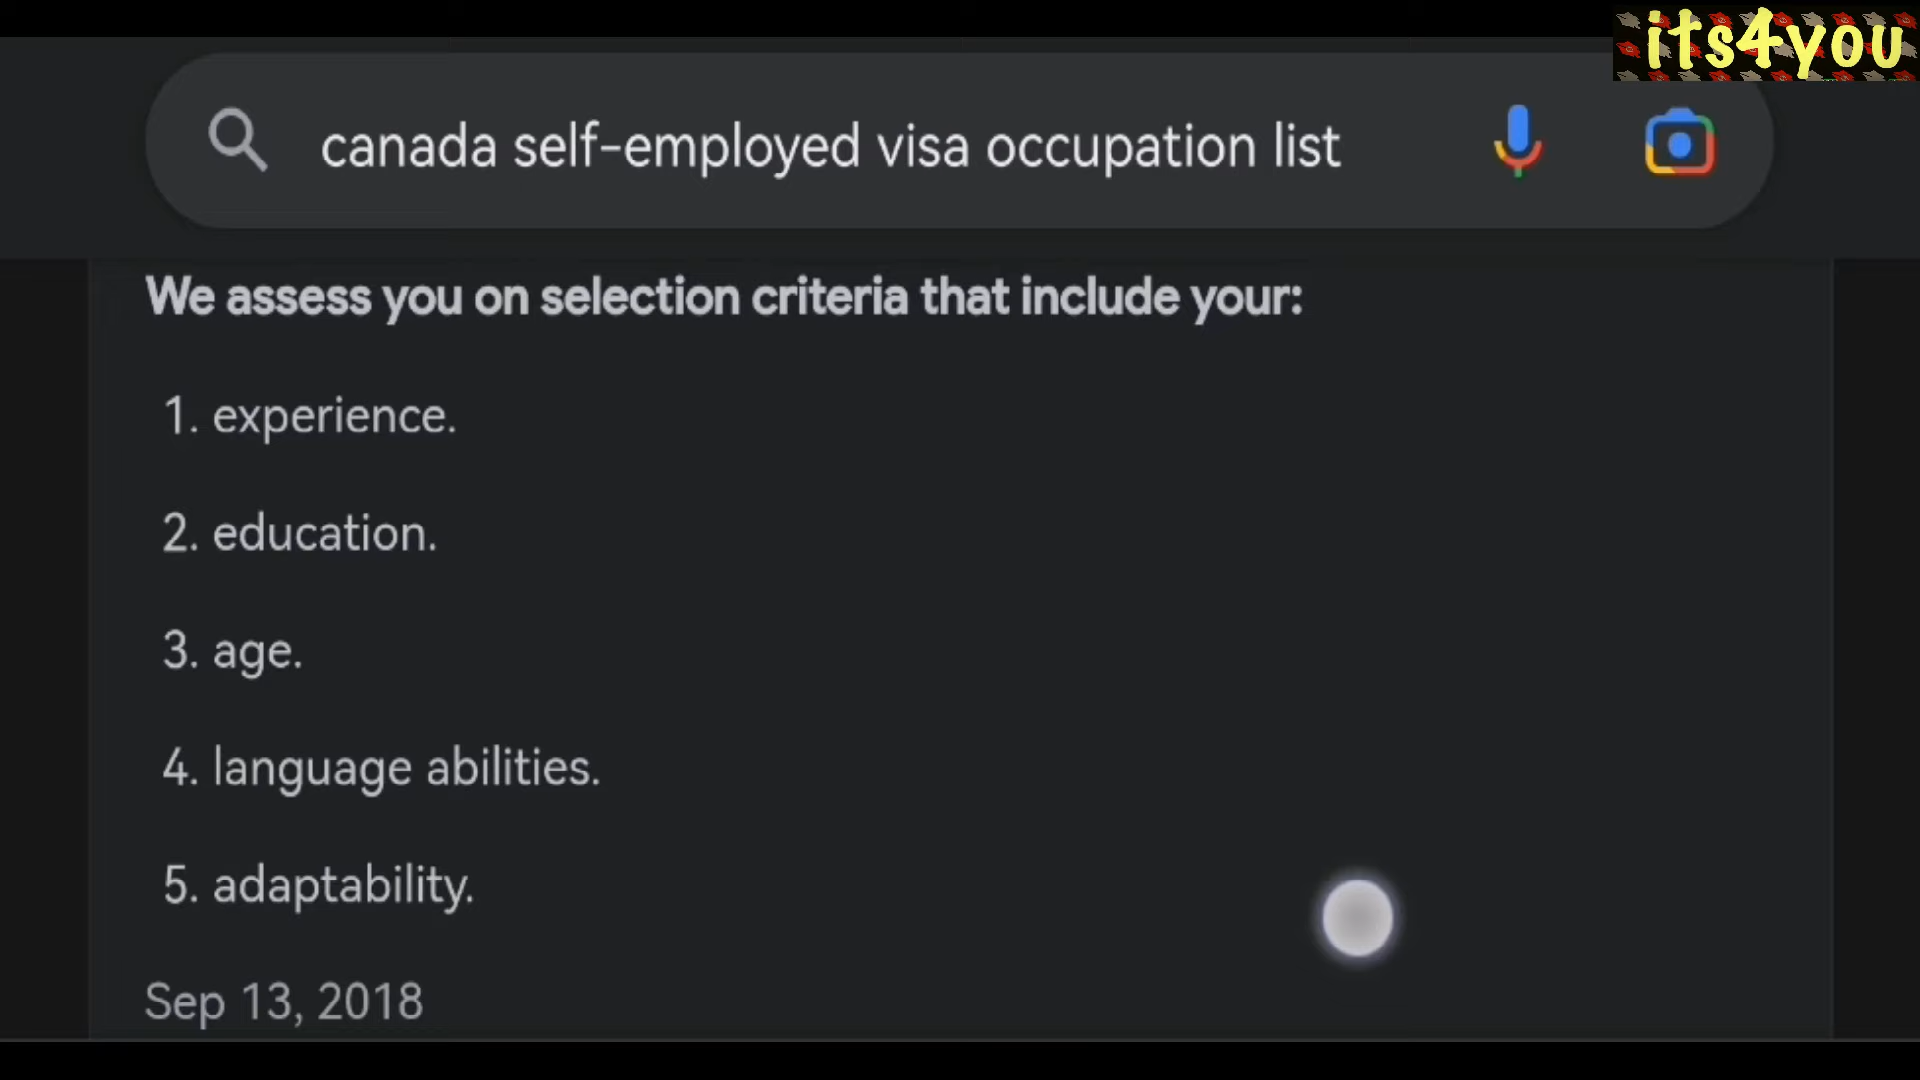 its4you
canada self-employed visa occupation list
We assess you on selection criteria that include your:
1. experience.
2. education.
3. age.
4. language abilities.
5. adaptability.
Sep 13, 2018